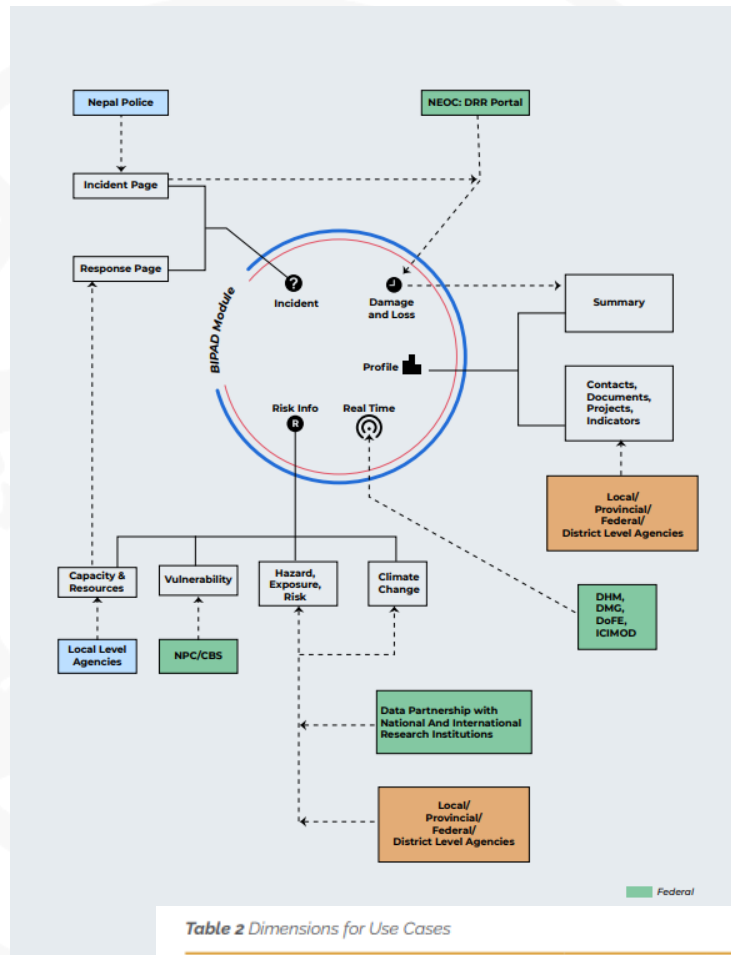 Nepal Police
NEOC: DRR Portal
Incident Page
Response Page
BIPAD Module
Incident
Damage
and Loss
Profile
Risk Info
Real Time
R
Summary
Contacts,
Documents,
Projects,
Indicators
Local/
Provincial/
Federal/
District Level Agencies
Capacity &
Resources
Vulnerability
Hazard,
Exposure,
Risk
Climate
Change
DHM,
DMG,
DoFE,
ICIMOD
Local Level
Agencies
NPC/CBS
Data Partnership with
National And International
Research Institutions
Local/
Provincial/
Federal/
District Level Agencies
Federal
Table 2 Dimensions for Use Cases